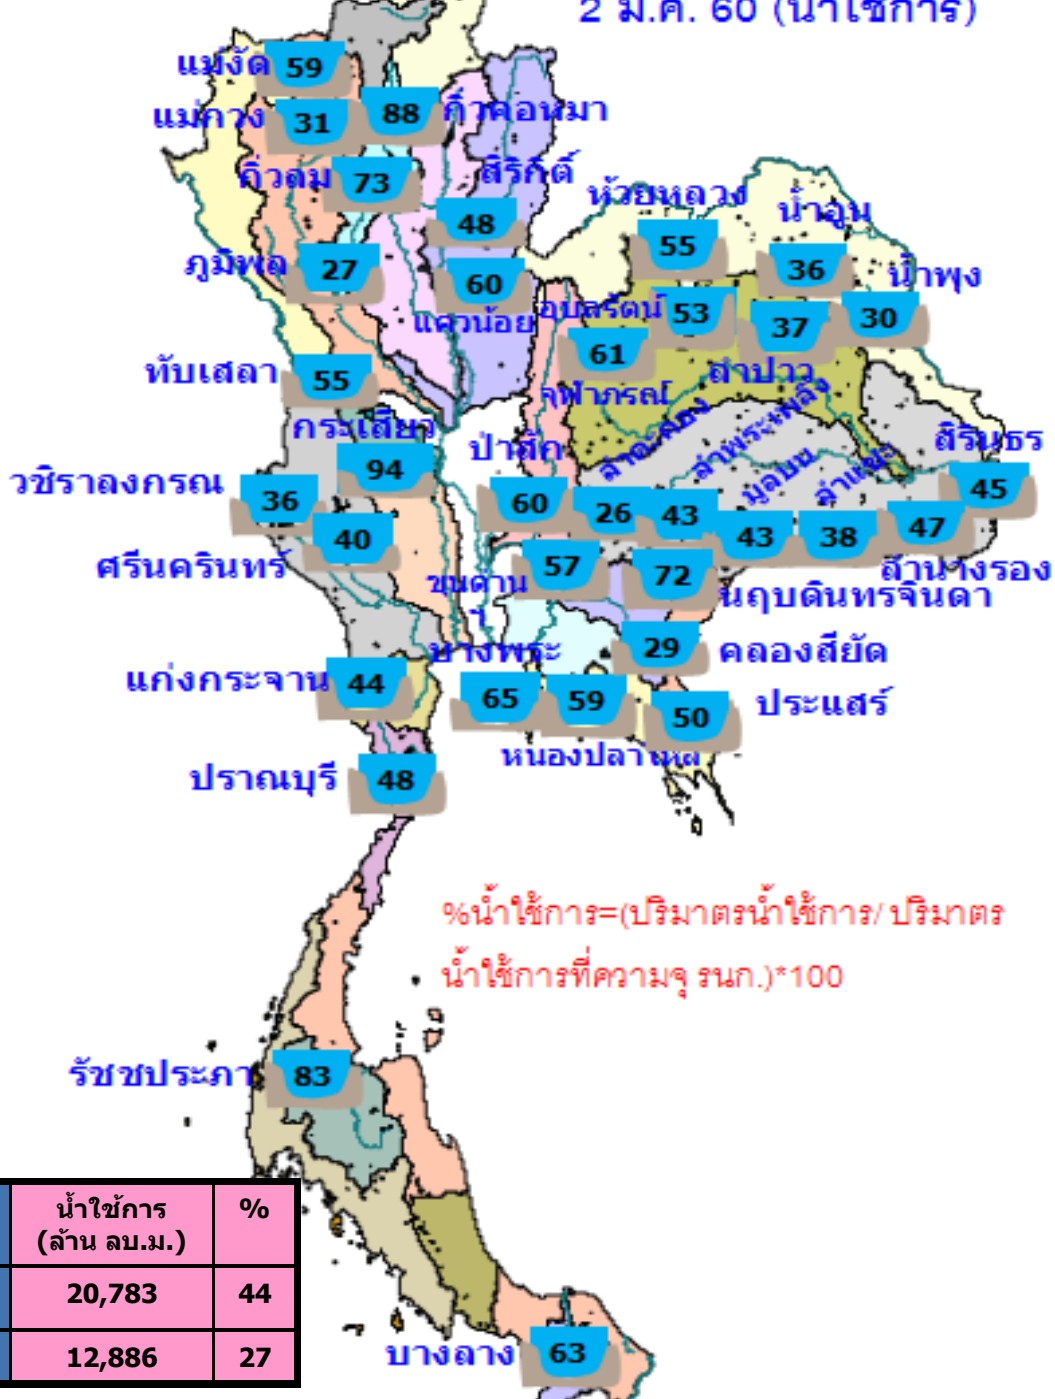 2 มี.ค. 60 (น้ำใช้การ)
แม่งัด 59
แม่กวง 31
88 กิ่วคอหมา
กิ่วลม 73
สิริกิติ์
48
ห้วยหลวง
55
น้ำอูน
36
น้ำพุง
30
ภูมิพล 27
60
แควน้อย
อุบลรัตน์ 53
37
ลำปาว
61
จุฬาภรณ์
ทับเสลา 55
กระเสียว
94
ป่าสัก
60
ลำตะคอง
26
ลำพระเพลิง
43
มูลบน
43
ลำแชะ
38
สิรินธร
45
47
ลำนางรอง
วชิราลงกรณ 36
40
ศรีนครินทร์
57
ขุนด่าน
ฯ
72
นฤบดินทรจินดา
บางพระ
29 คลองสียัด
แก่งกระจาน 44
65
59
50 ประแสร์
หนองปลาไหล
ปราณบุรี 48
%น้ำใช้การ=(ปริมาตรน้ำใช้การ/ ปริมาตร
น้ำใช้การที่ความจุ รนก.)*100
รัชชประภา 83
น้ำใช้การ %
(ล้าน ลบ.ม.)
20,783 44
12,886 27
บางลาง 63